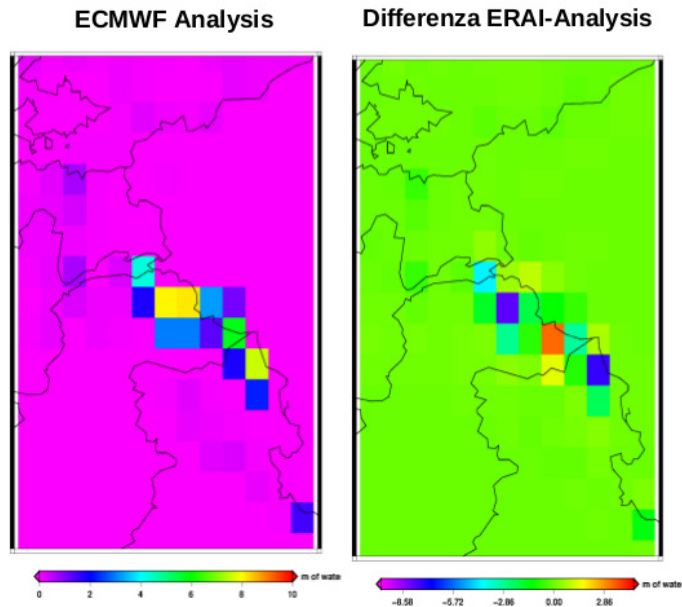 ECMWF Analysis
Differenza ERAI-Analysis
0 2 4 6 8 10 m of wate
-8.58 -5.72 -2.86 0.00 2.86 m of wate